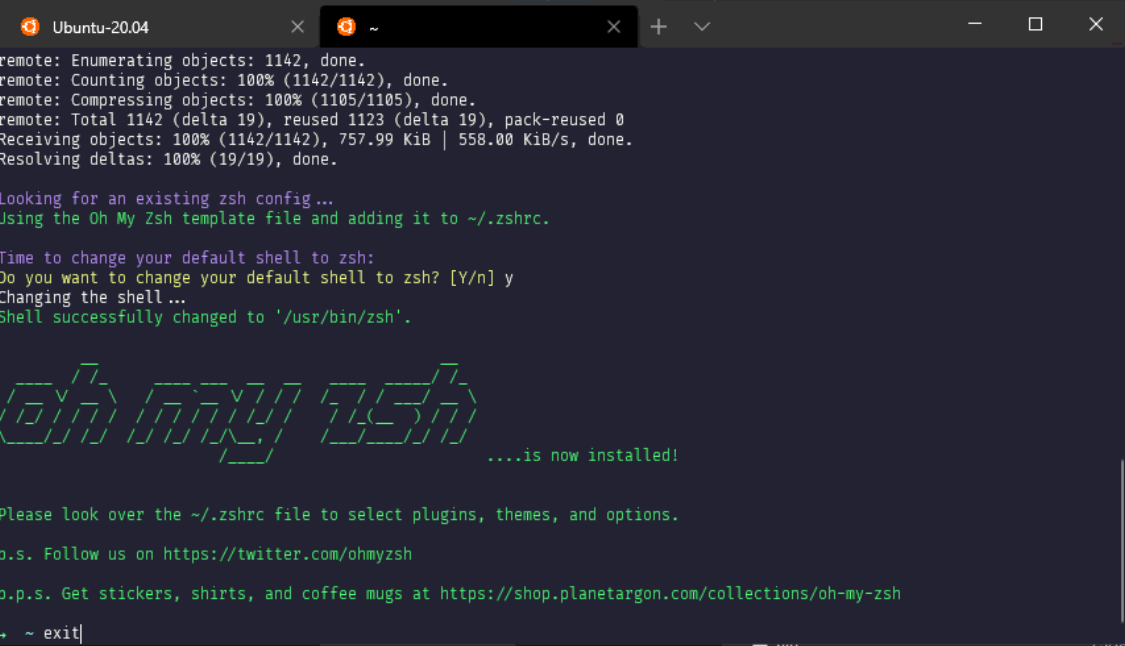 Ubuntu-20.04
~
remote: Enumerating objects: 1142, done.
remote: Counting objects: 100% (1142/1142), done.
remote: Compressing objects: 100% (1105/1105), done.
remote: Total 1142 (delta 19), reused 1123 (delta 19), pack-reused 0
Receiving objects: 100% (1142/1142), 757.99 KiB | 558.00 KiB/s, done.
Resolving deltas: 100% (19/19), done.
Looking for an existing zsh config...
Using the Oh My Zsh template file and adding it to ~/.zshrc.
Time to change your default shell to zsh:
Do you want to change your default shell to zsh? [Y/n] y
Changing the shell...
Shell successfully changed to '/usr/bin/zsh'.
oh my zsh
....is now installed!
Please look over the ~/.zshrc file to select plugins, themes, and options.
p.s. Follow us on https://twitter.com/ohmyzsh
p.p.s. Get stickers, shirts, and coffee mugs at https://shop.planetargon.com/collections/oh-my-zsh
→ ~ exit